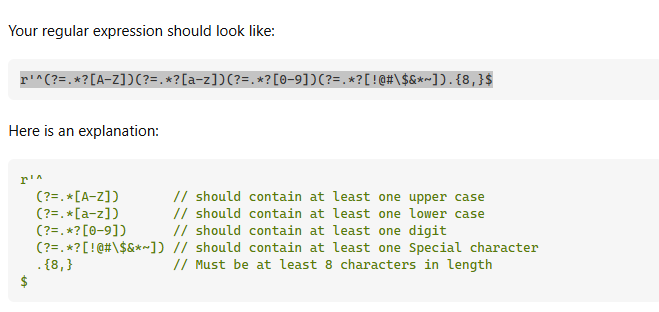 Your regular expression should look like:
r'^(?=.*?[A-Z])(?=.*?[a-z])(?=.*?[0-9])(?=.*?[!@#\$&*~]).{8,}$
Here is an explanation:
r'^
  (?=.*[A-Z])       // should contain at least one upper case
  (?=.*[a-z])       // should contain at least one lower case
  (?=.*?[0-9])      // should contain at least one digit
  (?=.*?[!@#\$&*~]) // should contain at least one Special character
  .{8,}             // Must be at least 8 characters in length
$